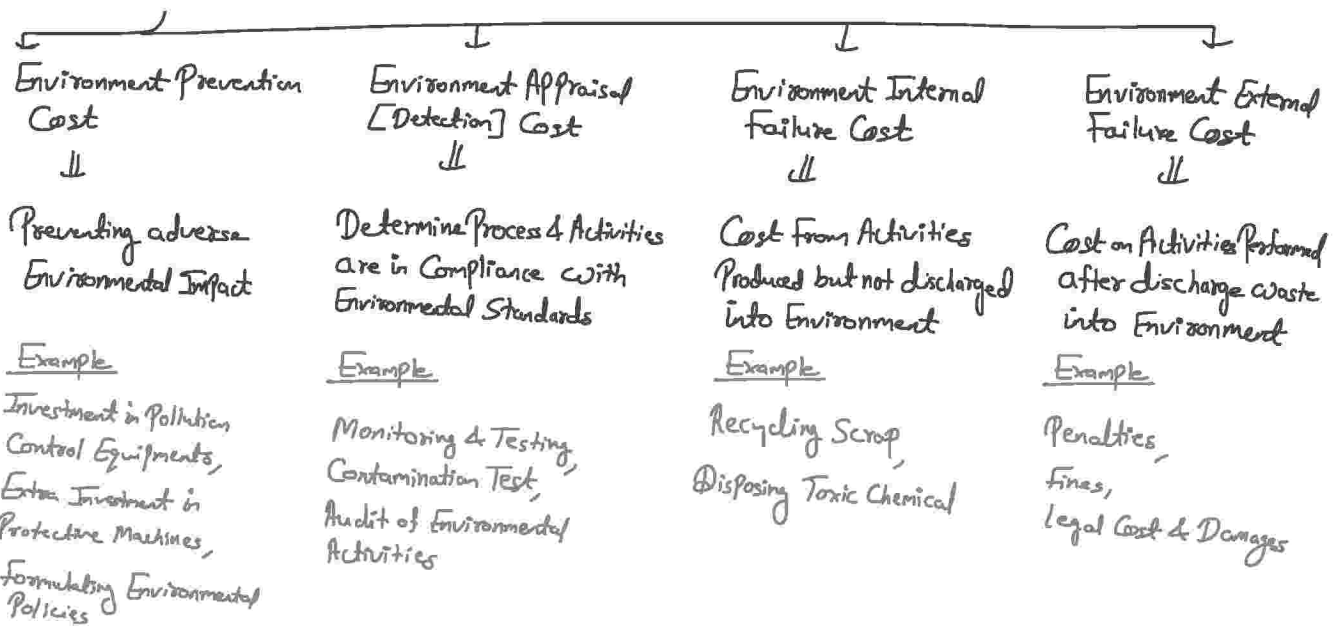 Environment Prevention
Cost
Preventing adverse
Environmental Impact
Example
Investment in Pollution
Control Equipments,
Extra Investment in
Protective Machines,
Formulating Environmental
Policies
Environment Appraisal
[Detection] Cost
Determine Process & Activities
are in Compliance with
Environmental Standards
Example
Monitoring & Testing,
Contamination Test,
Audit of Environmental
Activities
Environment Internal
Failure Cost
Cost From Activities
Produced but not discharged
into Environment
Example
Recycling Scrap,
Disposing Toxic Chemical
Environment External
Failure Cost
Cost on Activities Performed
after discharge waste
into Environment
Example
Penalties,
Fines,
Legal Cost & Damages